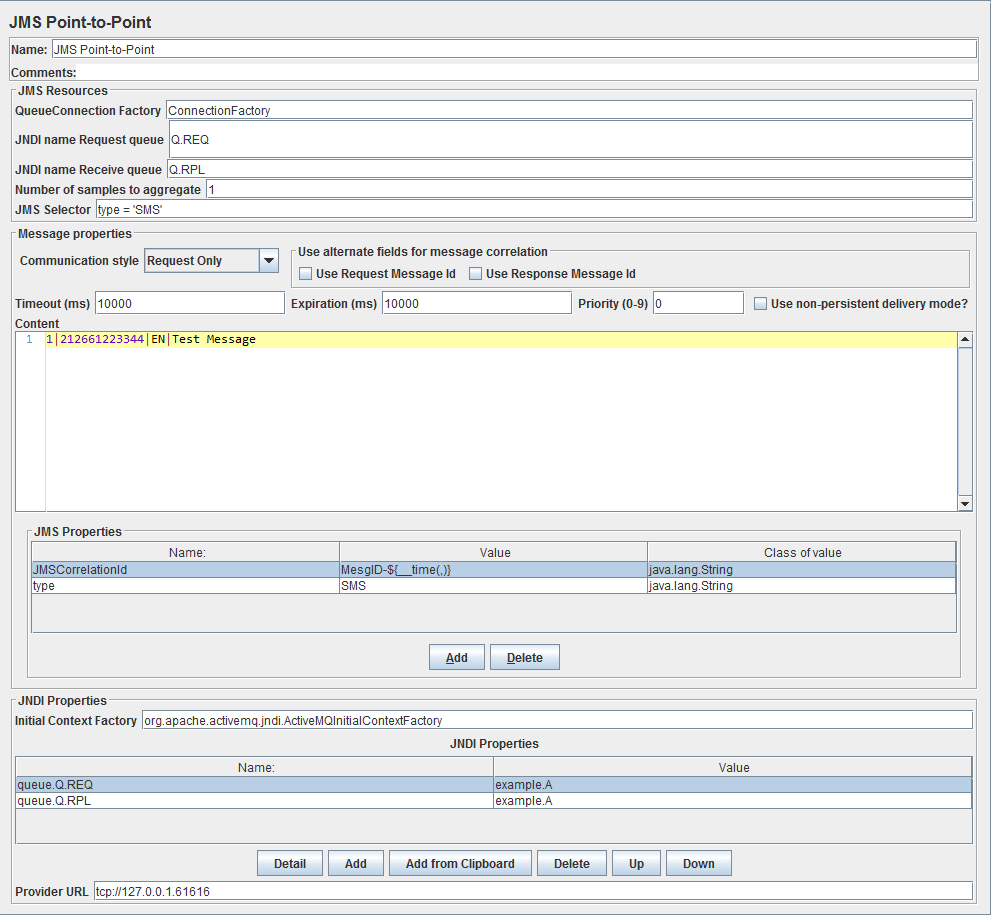 JMS Point-to-Point
Name: JMS Point-to-Point
Comments:
JMS Resources
QueueConnection Factory ConnectionFactory
JNDI name Request queue Q.REQ
JNDI name Receive queue Q.RPL
Number of samples to aggregate 1
JMS Selector type = 'SMS'
Message properties
Communication style Request Only
Use alternate fields for message correlation
Use Request Message Id Use Response Message Id
Timeout (ms) 10000 Expiration (ms) 10000 Priority (0-9) 0 Use non-persistent delivery mode?
Content
1 1|212661223344|EN|Test Message
JMS Properties
Name: Value Class of value
JMSCorrelationId MesgID-${__time(,)} java.lang.String
type SMS java.lang.String
Add Delete
JNDI Properties
Initial Context Factory org.apache.activemq.jndi.ActiveMQInitialContextFactory
JNDI Properties
Name: Value
queue.Q.REQ example.A
queue.Q.RPL example.A
Detail Add Add from Clipboard Delete Up Down
Provider URL tcp://127.0.0.1.61616